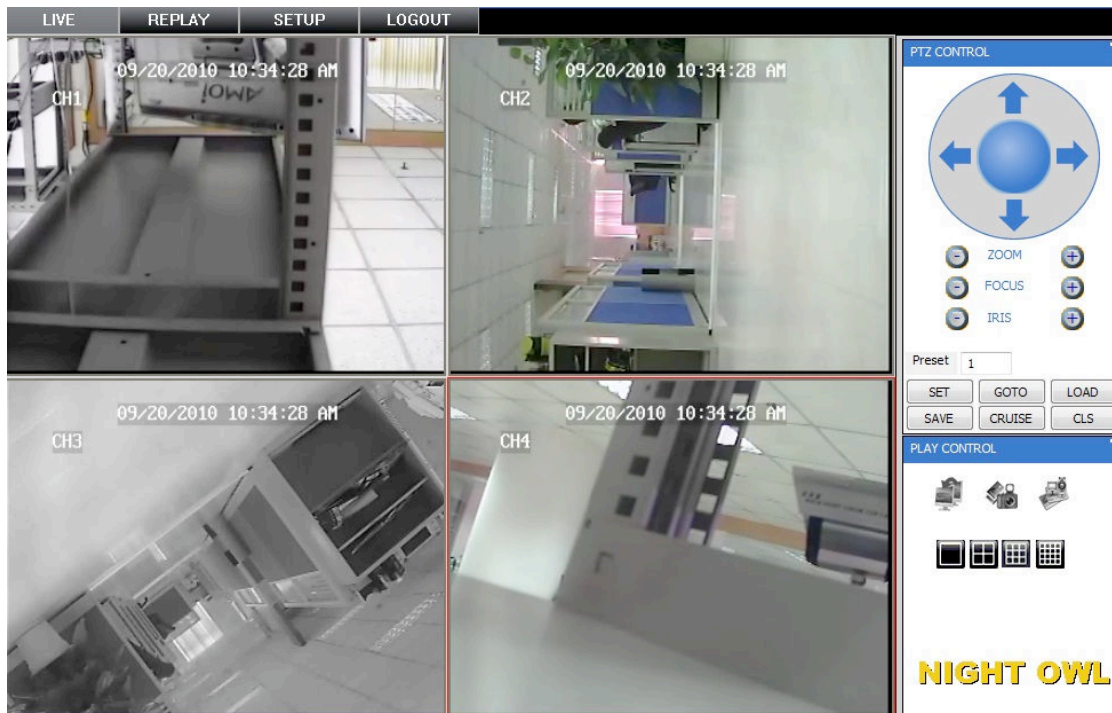 LIVE REPLAY SETUP LOGOUT
09/20/2010 10:34:28 AM
CH1
AMOI
09/20/2010 10:34:28 AM
CH2
09/20/2010 10:34:28 AM
CH3
09/20/2010 10:34:28 AM
CH4
PTZ CONTROL
ZOOM
FOCUS
IRIS
Preset 1
SET GOTO LOAD
SAVE CRUISE CLS
PLAY CONTROL
NIGHT OWL